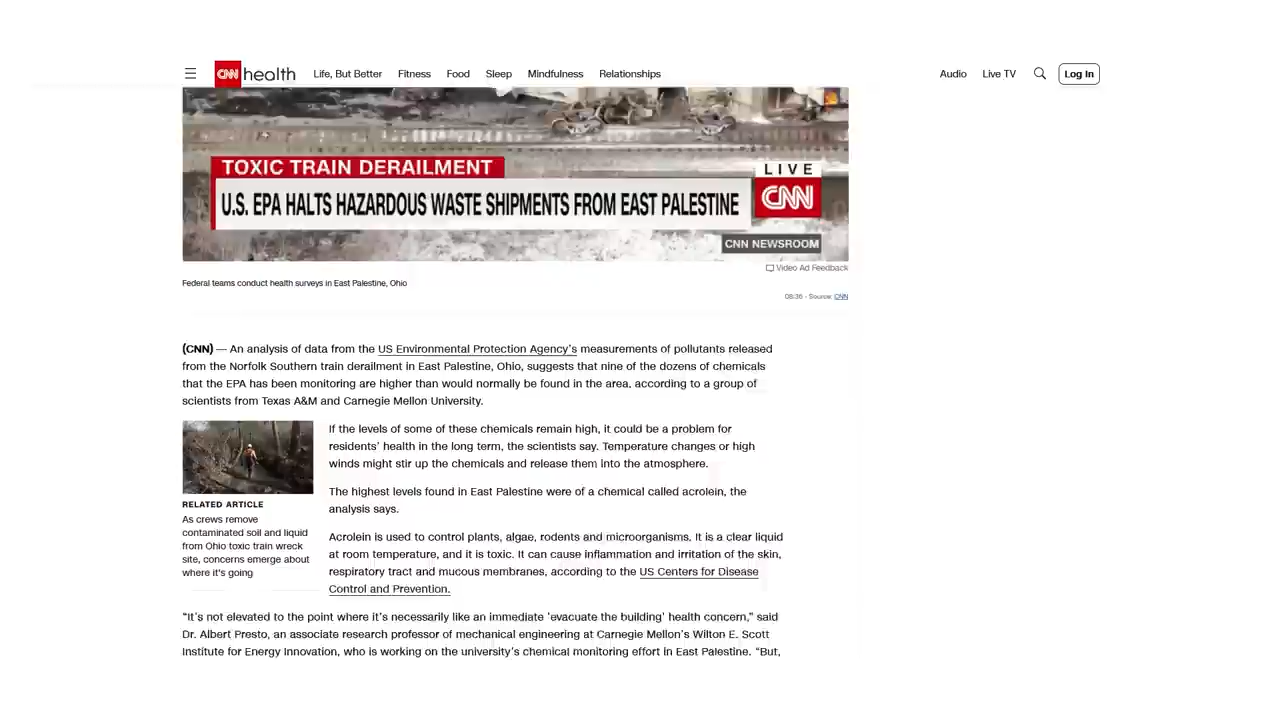 CNN health Life, But Better Fitness Food Sleep Mindfulness Relationships Audio Live TV Log In
TOXIC TRAIN DERAILMENT
LIVE
U.S. EPA HALTS HAZARDOUS WASTE SHIPMENTS FROM EAST PALESTINE
CNN
CNN NEWSROOM
Video Ad Feedback
Federal teams conduct health surveys in East Palestine, Ohio
08:36 - Source: CNN
(CNN) — An analysis of data from the US Environmental Protection Agency's measurements of pollutants released
from the Norfolk Southern train derailment in East Palestine, Ohio, suggests that nine of the dozens of chemicals
that the EPA has been monitoring are higher than would normally be found in the area, according to a group of
scientists from Texas A&M and Carnegie Mellon University.
If the levels of some of these chemicals remain high, it could be a problem for
residents' health in the long term, the scientists say. Temperature changes or high
winds might stir up the chemicals and release them into the atmosphere.
The highest levels found in East Palestine were of a chemical called acrolein, the
analysis says.
RELATED ARTICLE
As crews remove
contaminated soil and liquid
from Ohio toxic train wreck
site, concerns emerge about
where it's going
Acrolein is used to control plants, algae, rodents and microorganisms. It is a clear liquid
at room temperature, and it is toxic. It can cause inflammation and irritation of the skin,
respiratory tract and mucous membranes, according to the US Centers for Disease
Control and Prevention.
"It's not elevated to the point where it's necessarily like an immediate 'evacuate the building' health concern," said
Dr. Albert Presto, an associate research professor of mechanical engineering at Carnegie Mellon's Wilton E. Scott
Institute for Energy Innovation, who is working on the university's chemical monitoring effort in East Palestine. "But,